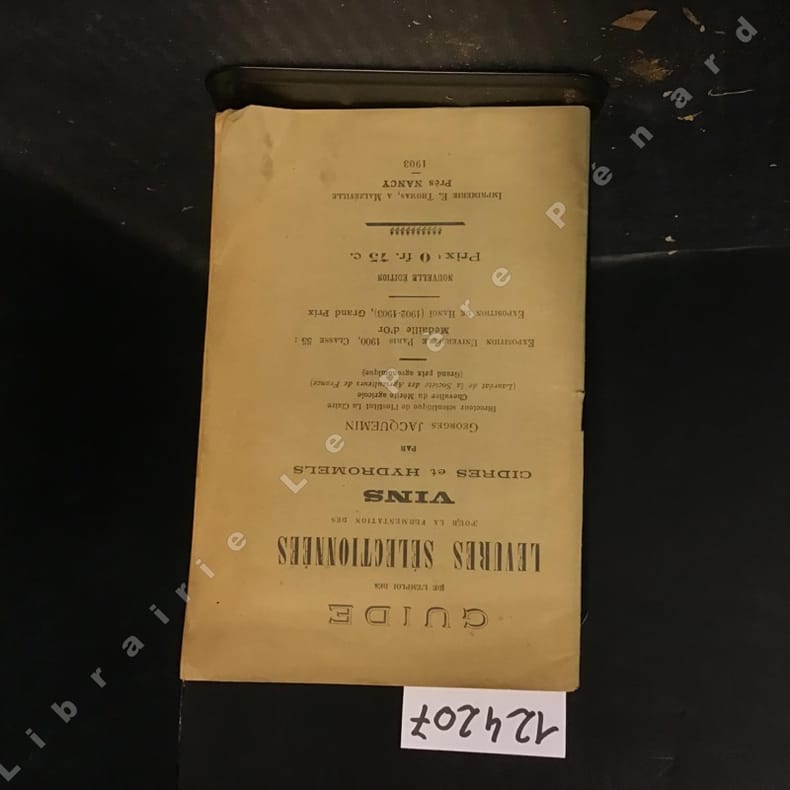 GUIDE
DE L'EMPLOI DES
LEVURES SÉLECTIONNÉES
POUR LA FERMENTATION DES
VINS
CIDRES et HYDROMELS
PAR
GEORGES JACQUEMIN
Directeur scientifique de l'Institut La Claire
Chevalier du Mérite agricole
(Lauréat de la Société des Agriculteurs de France)
(Grand prix agronomique)
EXPOSITION UNIVERSELLE PARIS 1900, CLASSE 55 :
Médaille d'Or
EXPOSITION DE HANOÏ (1902-1903), Grand Prix
NOUVELLE ÉDITION
Prix : 0 fr. 75 c.
IMPRIMERIE E. THOMAS, A MALZÉVILLE
Près NANCY
1903
124207
Librairie Le Père Pénard